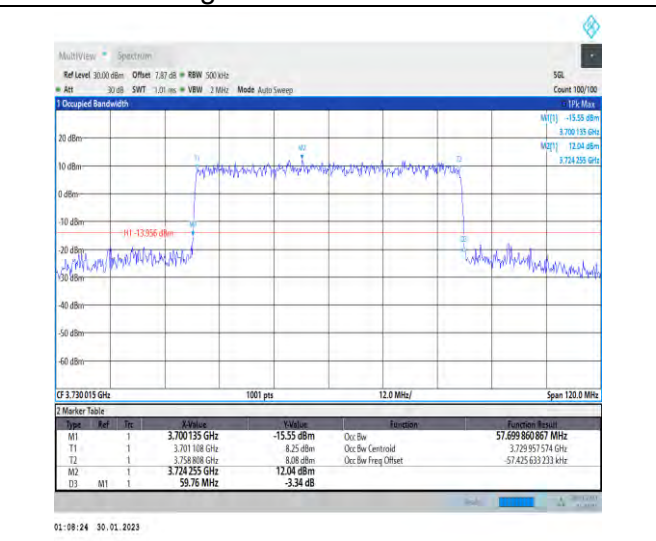 MultiView Spectrum
Ref Level 30.00 dBm Offset 7.87 dB RBW 500 kHz SGL
Att 30 dB SWT 1.01 ms VBW 2 MHz Mode Auto Sweep Count 100/100
1 Occupied Bandwidth 1Pk Max
M1[1] -15.55 dBm
3.700 135 GHz
M2[1] 12.04 dBm
3.724 255 GHz
20 dBm
M2
T1 T2
10 dBm
0 dBm
-10 dBm
M1
H1 -13.956 dBm
D3
-20 dBm
-30 dBm
-40 dBm
-50 dBm
-60 dBm
CF 3.730 015 GHz 1001 pts 12.0 MHz/ Span 120.0 MHz
2 Marker Table
Type Ref Trc X-Value Y-Value Function Function Result
M1 1 3.700 135 GHz -15.55 dBm Occ Bw 57.699 860 867 MHz
T1 1 3.701 108 GHz 8.25 dBm Occ Bw Centroid 3.729 957 574 GHz
T2 1 3.758 808 GHz 8.08 dBm Occ Bw Freq Offset -57.425 633 233 kHz
M2 1 3.724 255 GHz 12.04 dBm
D3 M1 1 59.76 MHz -3.34 dB
01:08:24 30.01.2023